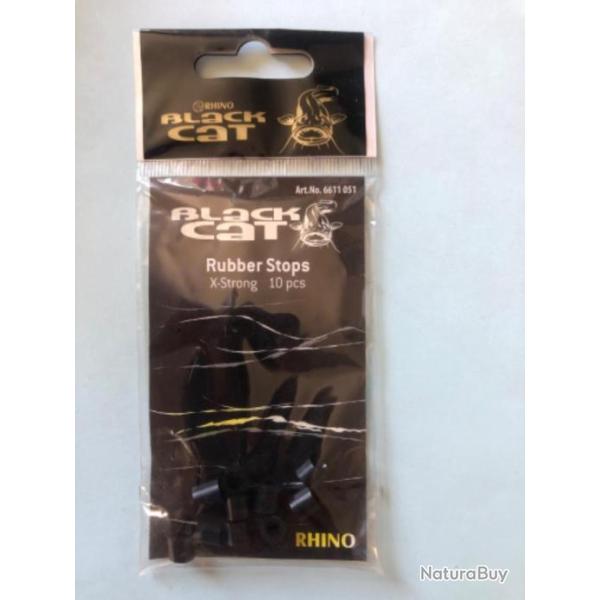 RHINO
BLACK
CAT
Art.No. 6611 051
BLACK
CAT
Rubber Stops
X-Strong 10 pcs
RHINO
NaturaBuy